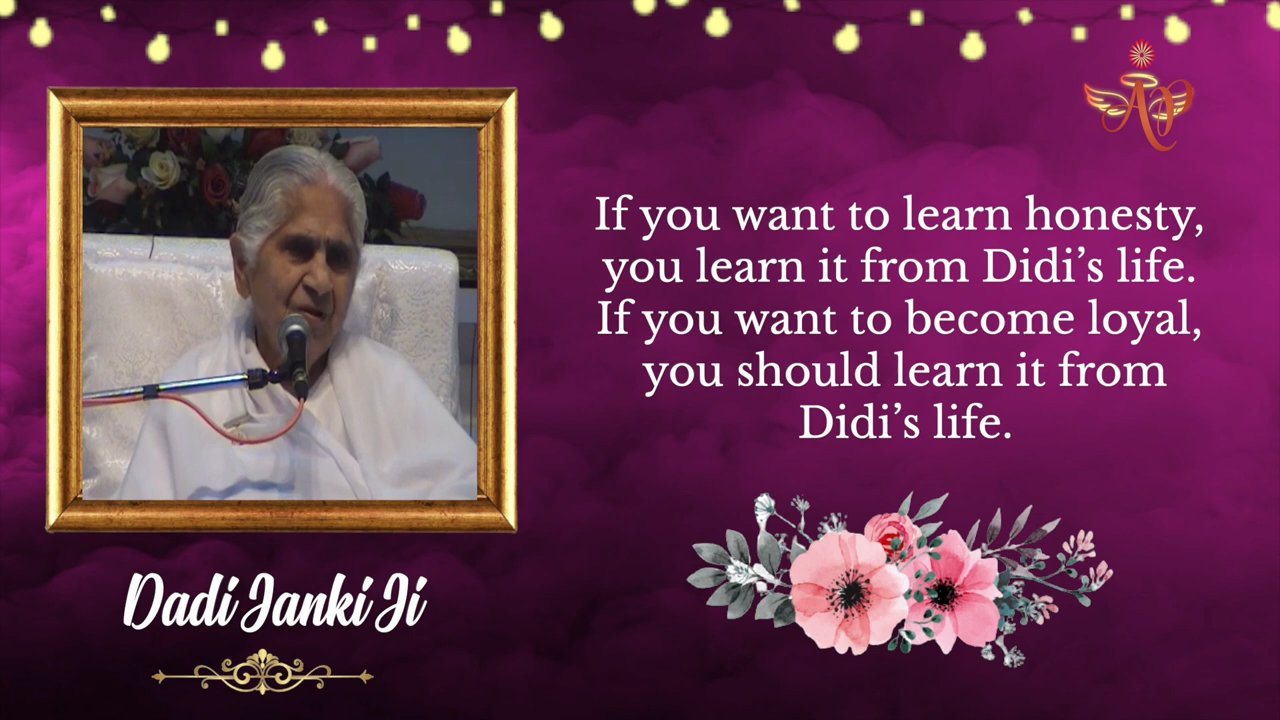 If you want to learn honesty,
you learn it from Didi’s life.
If you want to become loyal,
you should learn it from
Didi’s life.
Dadi Janki Ji